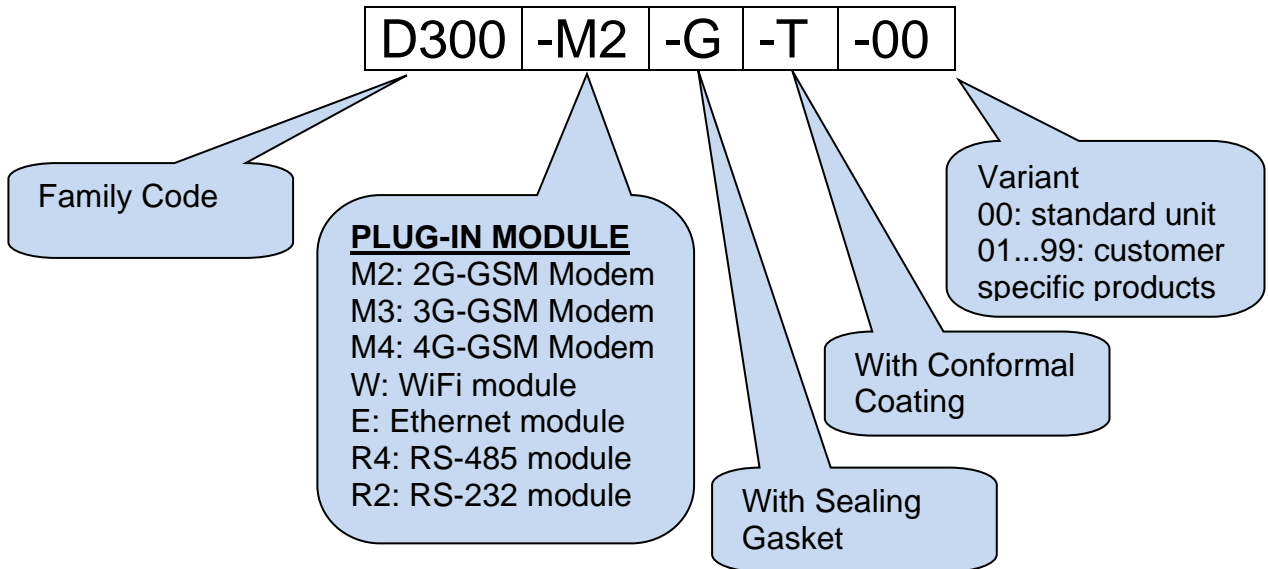 D300 -M2 -G -T -00
Family Code
PLUG-IN MODULE
M2: 2G-GSM Modem
M3: 3G-GSM Modem
M4: 4G-GSM Modem
W: WiFi module
E: Ethernet module
R4: RS-485 module
R2: RS-232 module
With Sealing
Gasket
With Conformal
Coating
Variant
00: standard unit
01...99: customer
specific products